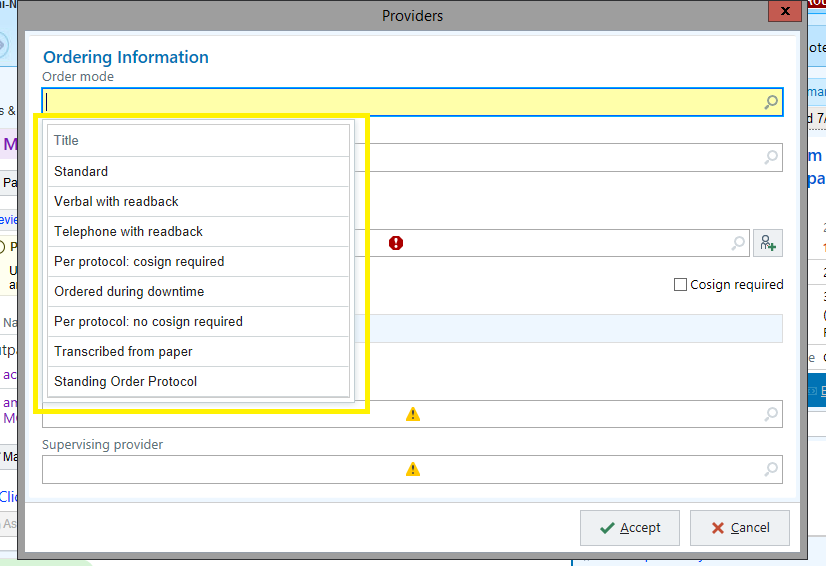 Providers
x
Ordering Information
Order mode
Title
Standard
Verbal with readback
Telephone with readback
Per protocol: cosign required
Ordered during downtime
Per protocol: no cosign required
Transcribed from paper
Standing Order Protocol
Cosign required
Supervising provider
Accept
Cancel